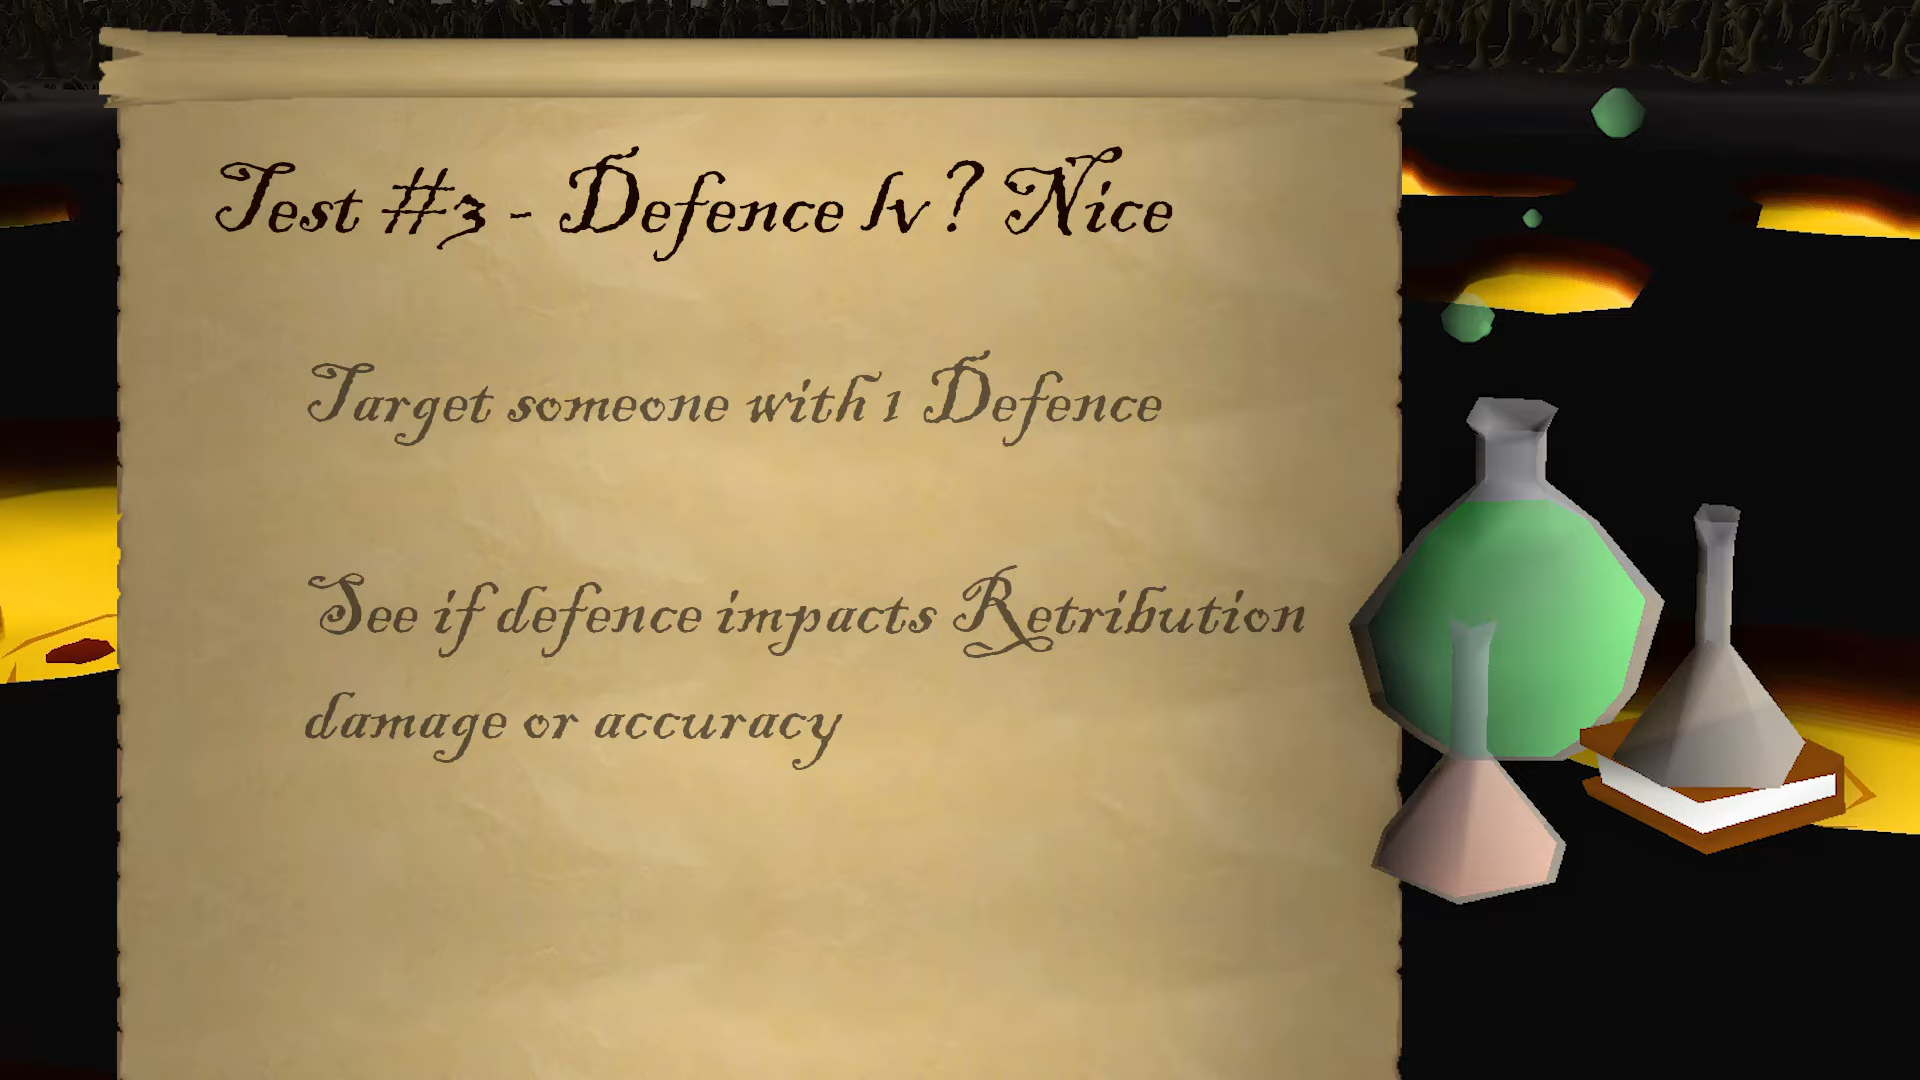 Test #3 - Defence lv? Nice
Target someone with 1 Defence
See if defence impacts Retribution
damage or accuracy